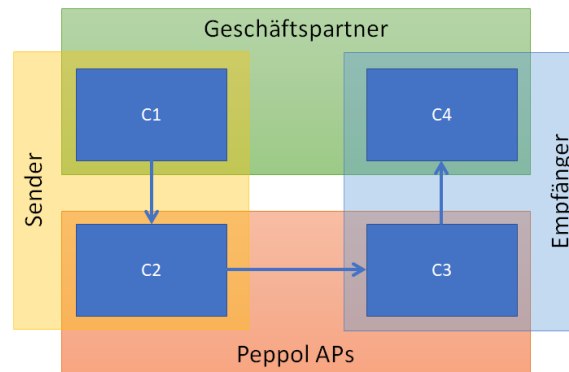 Geschäftspartner
C1
C4
Sender
Empfänger
C2
C3
Peppol APs